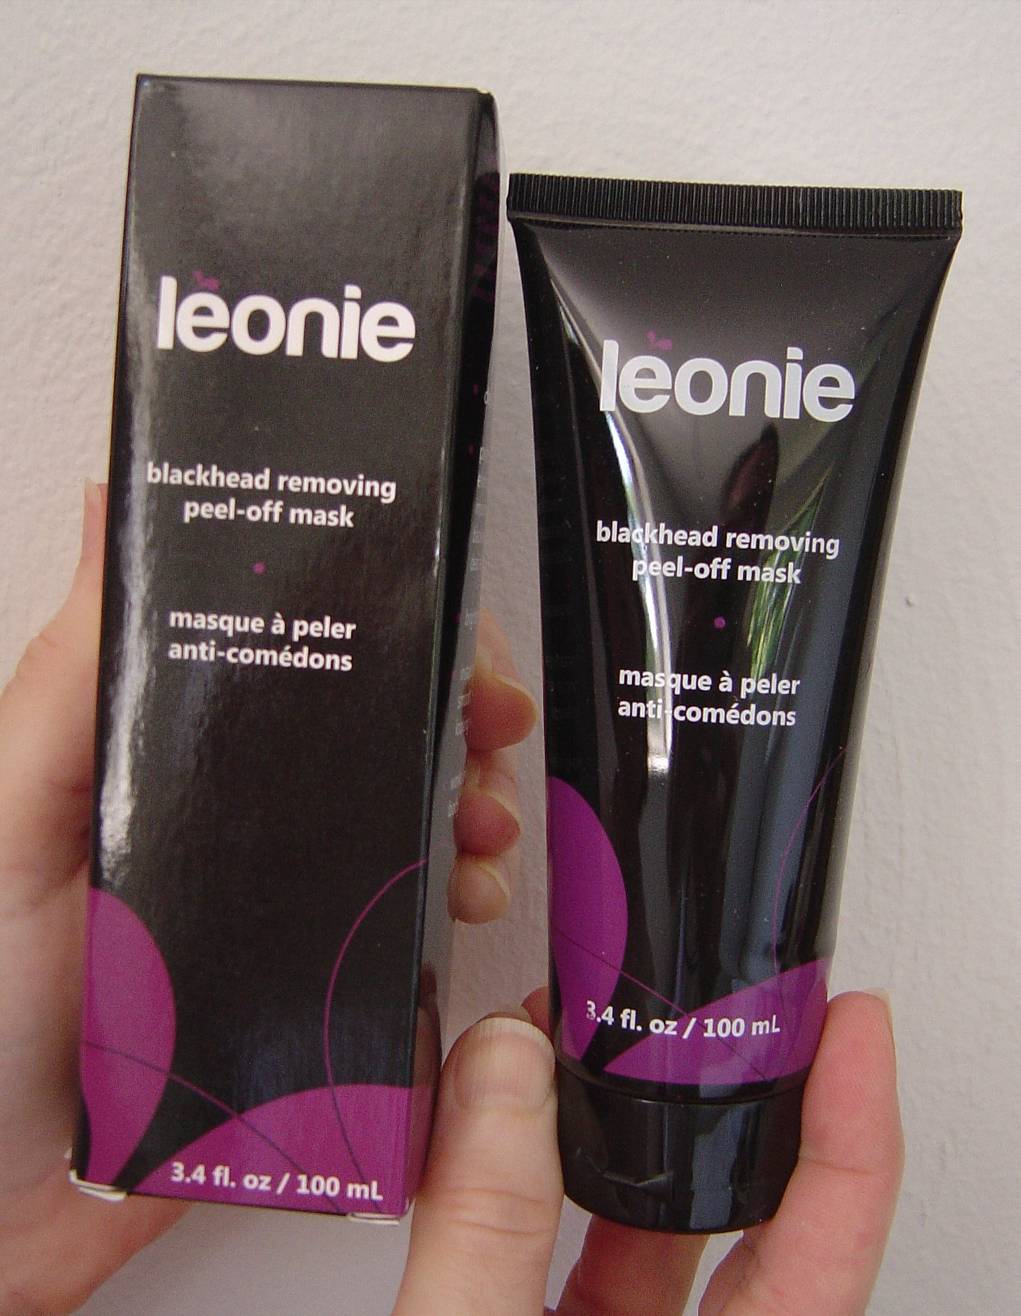 leonie
blackhead removing
peel-off mask
masque à peler
anti-comédons
3.4 fl. oz / 100 mL
leonie
blackhead removing
peel-off mask
masque à peler
anti-comédons
3.4 fl. oz / 100 mL